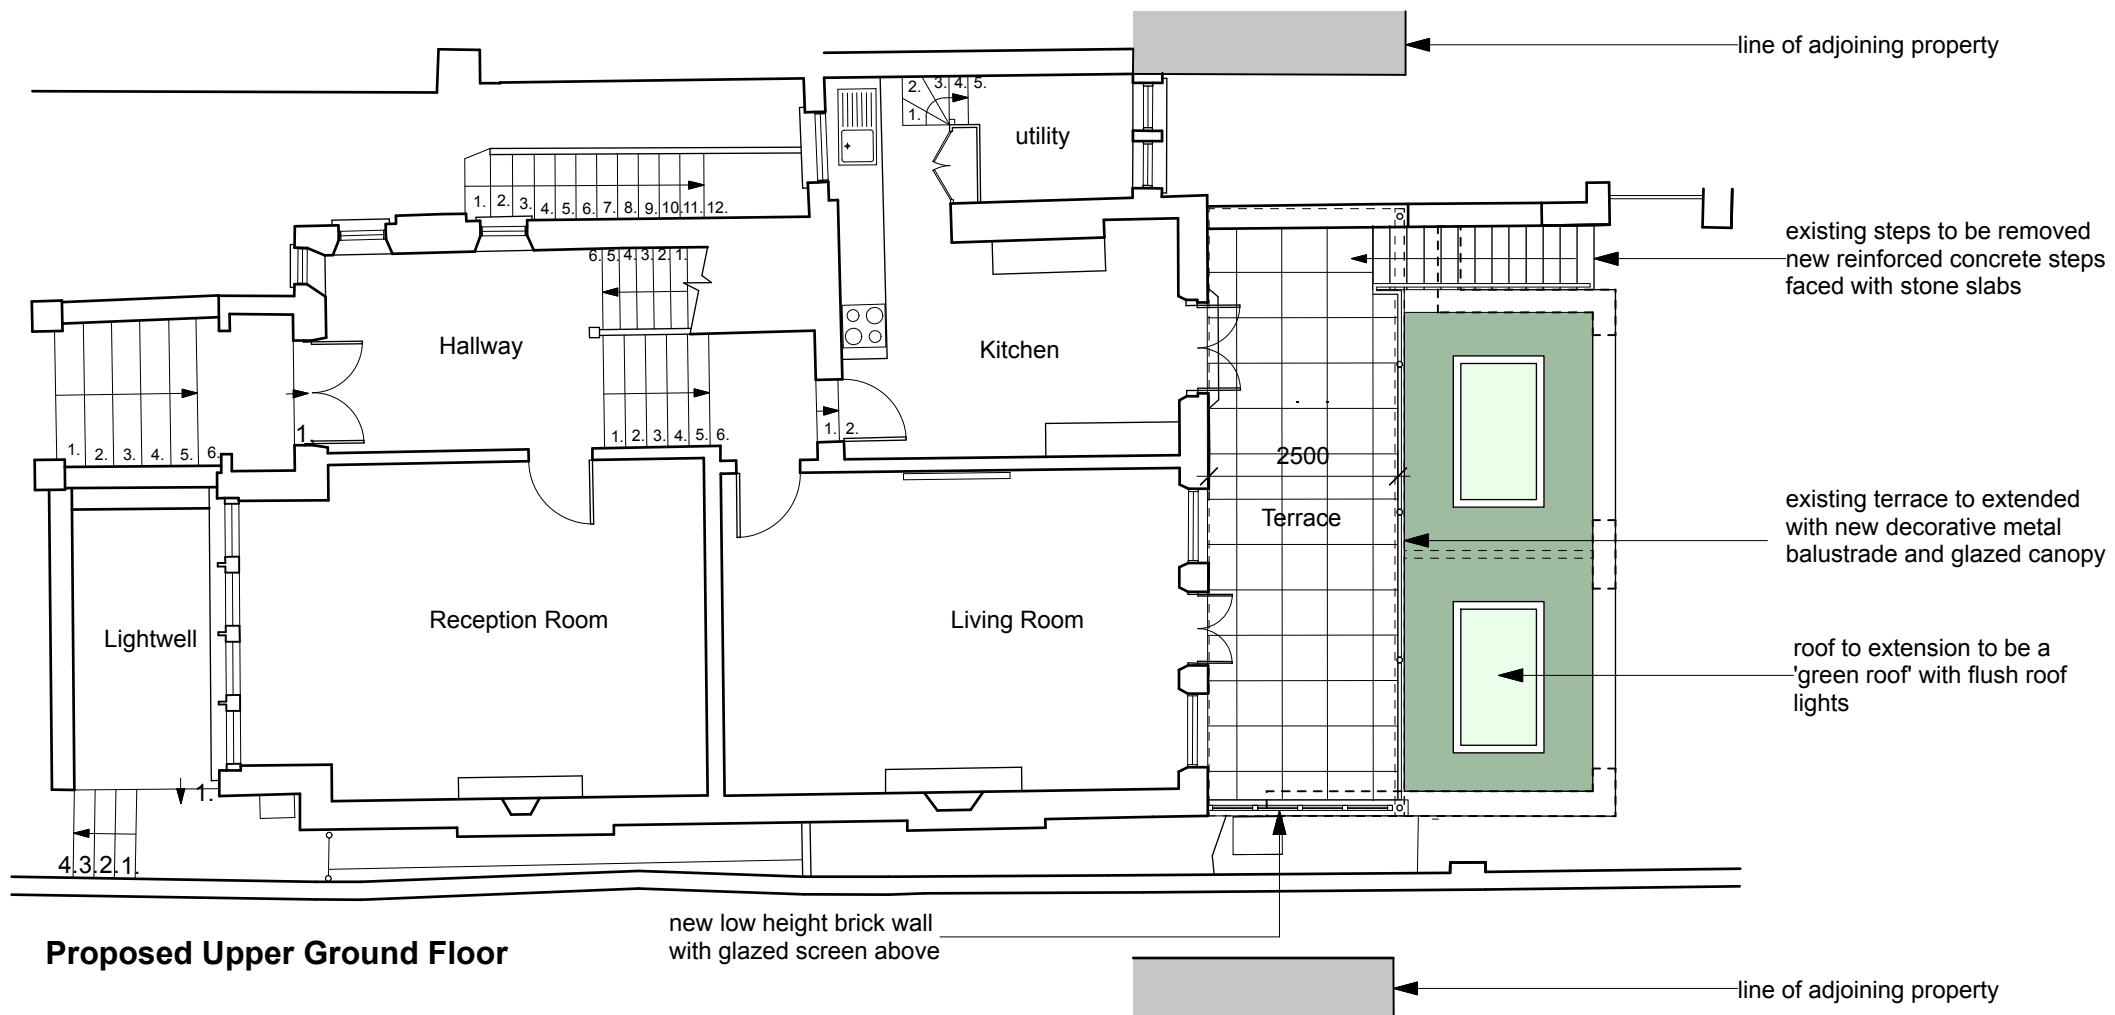 line of adjoining property
2. 3. 4. 5.
1.
utility
1. 2. 3. 4. 5. 6. 7. 8. 9. 10. 11. 12.
existing steps to be removed
new reinforced concrete steps
faced with stone slabs
6. 5. 4. 3. 2. 1.
Hallway
Kitchen
1. 2. 3. 4. 5. 6.
1.
1. 2. 3. 4. 5. 6.
1. 2.
2500
Terrace
existing terrace to extended
with new decorative metal
balustrade and glazed canopy
Lightwell
Reception Room
Living Room
roof to extension to be a
'green roof' with flush roof
lights
1.
4.3.2.1.
new low height brick wall
with glazed screen above
Proposed Upper Ground Floor
line of adjoining property